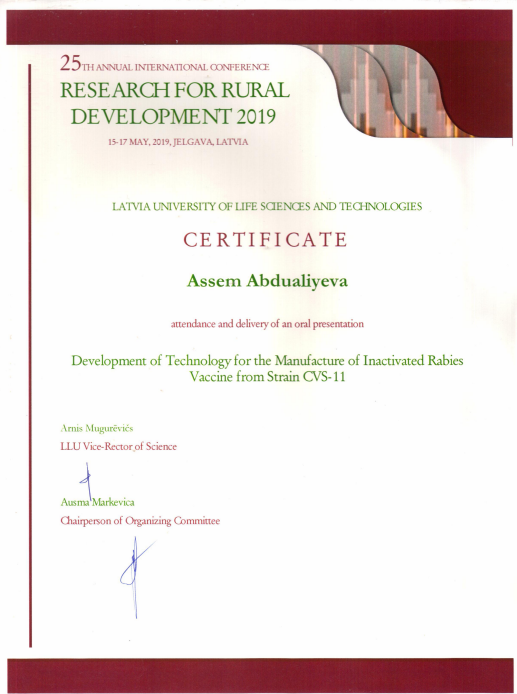 25TH ANNUAL INTERNATIONAL CONFERENCE
RESEARCH FOR RURAL
DEVELOPMENT 2019
15-17 MAY, 2019, JELGAVA, LATVIA
LATVIA UNIVERSITY OF LIFE SCIENCES AND TECHNOLOGIES
CERTIFICATE
Assem Abdualiyeva
attendance and delivery of an oral presentation
Development of Technology for the Manufacture of Inactivated Rabies
Vaccine from Strain CVS-11
Arnis Mugurēvičs
LLU Vice-Rector of Science
Ausma Markevica
Chairperson of Organizing Committee